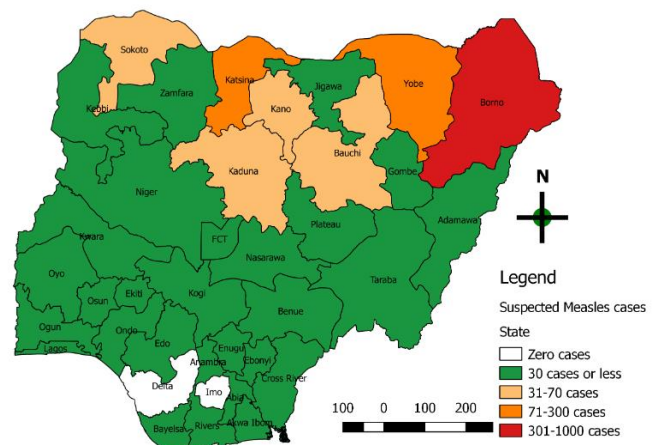 Sokoto
Katsina
Yobe
Borno
Jigawa
Zamfara
Kebbi
Kano
Bauchi
Kaduna
Gombe
Niger
Plateau
Adamawa
FCT
Kwara
Nasarawa
Taraba
Oyo
Kogi
Osun
Ekiti
Benue
Ogun
Ondo
Edo
Lagos
Enugu
Anambra
Ebonyi
Cross River
Delta
Imo
Abia
Bayelsa
Rivers
Akwa Ibom
N
Legend
Suspected Measles cases
State
Zero cases
30 cases or less
31-70 cases
71-300 cases
301-1000 cases
100 0 100 200